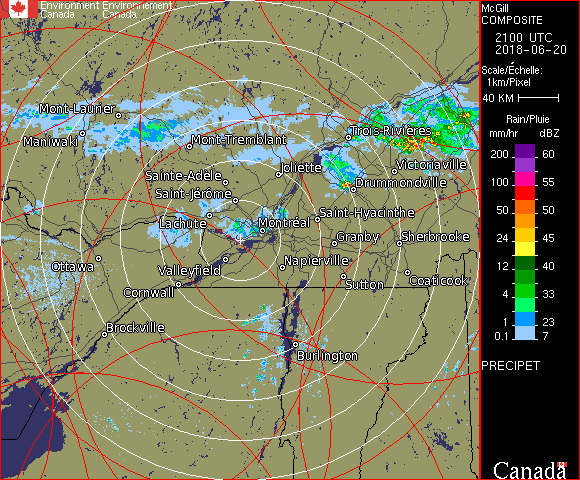 Environment Environnement
Canada Canada
McGill
COMPOSITE
2100 UTC
2018-06-20
Scale/Échelle:
1km/Pixel
40 KM
Rain/Pluie
mm/hr dBZ
200 60
100 55
50 50
24 45
12 40
4 33
2 30
1 23
0.1 7
PRECIPET
Canada
Mont-Laurier
Maniwaki
Mont-Tremblant
Trois-Rivières
Joliette
Victoriaville
Sainte-Adèle
Drummondville
Saint-Jérôme
Saint-Hyacinthe
Lachute
Montréal
Granby
Sherbrooke
Ottawa
Valleyfield
Napierville
Cornwall
Sutton
Coaticook
Brockville
Burlington